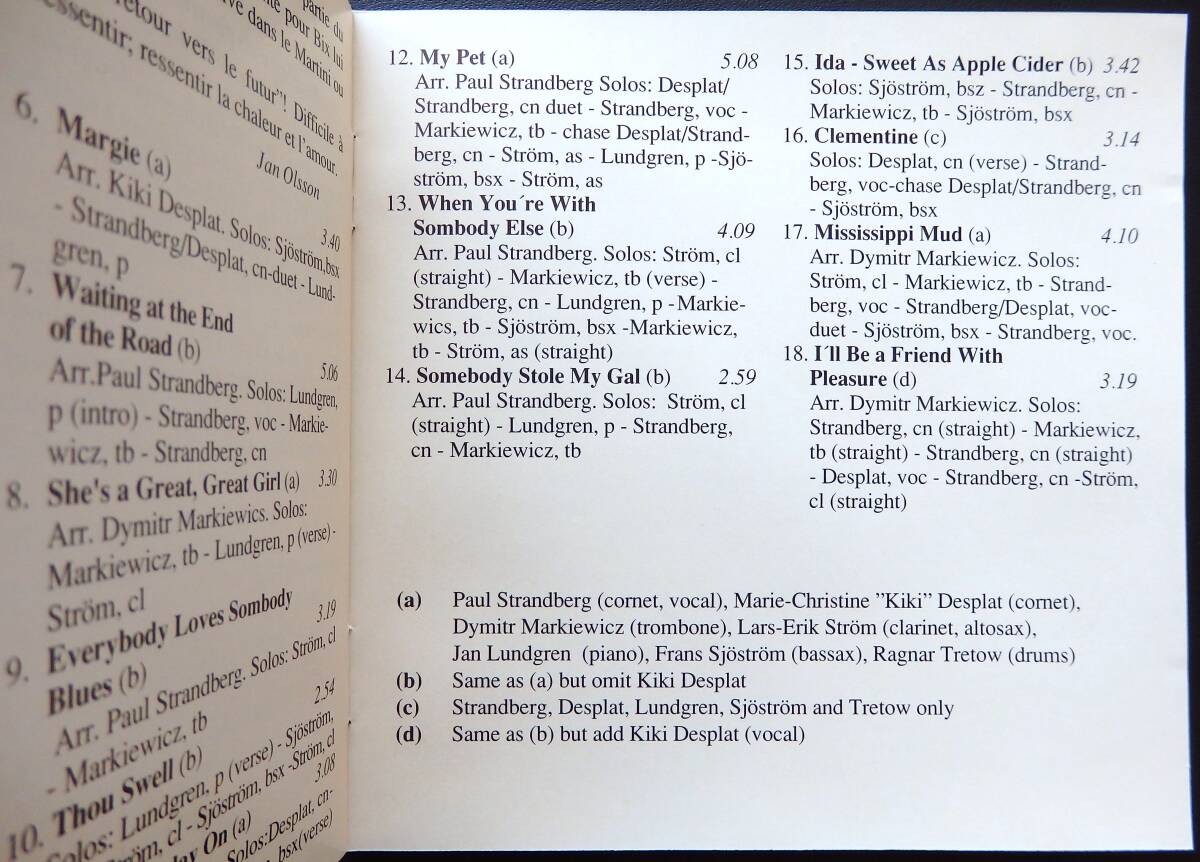 partie du
pour Bix lui
dans le Martini ou
vers le futur"! Difficile à
ressentir la chaleur et l'amour.
Jan Olsson
6. Margie (a)
3.40
Arr. Kiki Desplat. Solos: Sjöström,bsx
- Strandberg/Desplat, cn-duet - Lund-
gren, p
7. Waiting at the End
of the Road (b)
5.06
Arr.Paul Strandberg. Solos: Lundgren,
p (intro) - Strandberg, voc - Markie-
wicz, tb - Strandberg, cn
8. She's a Great, Great Girl (a) 3.30
Arr. Dymitr Markiewics. Solos:
Markiewicz, tb - Lundgren, p (verse) -
Ström, cl
9. Everybody Loves Sombody
Blues (b)
3.19
Arr. Paul Strandberg. Solos: Ström, cl
- Markiewicz, tb
10. Thou Swell (b)
2.54
Solos: Lundgren, p (verse) - Sjöström,
Ström, cl - Sjöström, bsx -Ström, cl
On (a)
3.08
Solos:Desplat, cn-
bsx(verse)
12. My Pet (a) 5.08
Arr. Paul Strandberg Solos: Desplat/
Strandberg, cn duet - Strandberg, voc -
Markiewicz, tb - chase Desplat/Strand-
berg, cn - Ström, as - Lundgren, p -Sjö-
ström, bsx - Ström, as
13. When You´re With
Sombody Else (b) 4.09
Arr. Paul Strandberg. Solos: Ström, cl
(straight) - Markiewicz, tb (verse) -
Strandberg, cn - Lundgren, p -Markie-
wics, tb - Sjöström, bsx -Markiewicz,
tb - Ström, as (straight)
14. Somebody Stole My Gal (b) 2.59
Arr. Paul Strandberg. Solos: Ström, cl
(straight) - Lundgren, p - Strandberg,
cn - Markiewicz, tb
15. Ida - Sweet As Apple Cider (b) 3.42
Solos: Sjöström, bsz - Strandberg, cn -
Markiewicz, tb - Sjöström, bsx
16. Clementine (c) 3.14
Solos: Desplat, cn (verse) - Strand-
berg, voc-chase Desplat/Strandberg, cn
- Sjöström, bsx
17. Mississippi Mud (a) 4.10
Arr. Dymitr Markiewicz. Solos:
Ström, cl - Markiewicz, tb - Strand-
berg, voc - Strandberg/Desplat, voc-
duet - Sjöström, bsx - Strandberg, voc.
18. I´ll Be a Friend With
Pleasure (d) 3.19
Arr. Dymitr Markiewicz. Solos:
Strandberg, cn (straight) - Markiewicz,
tb (straight) - Strandberg, cn (straight)
- Desplat, voc - Strandberg, cn -Ström,
cl (straight)
(a) Paul Strandberg (cornet, vocal), Marie-Christine ”Kiki” Desplat (cornet),
Dymitr Markiewicz (trombone), Lars-Erik Ström (clarinet, altosax),
Jan Lundgren (piano), Frans Sjöström (bassax), Ragnar Tretow (drums)
(b) Same as (a) but omit Kiki Desplat
(c) Strandberg, Desplat, Lundgren, Sjöström and Tretow only
(d) Same as (b) but add Kiki Desplat (vocal)